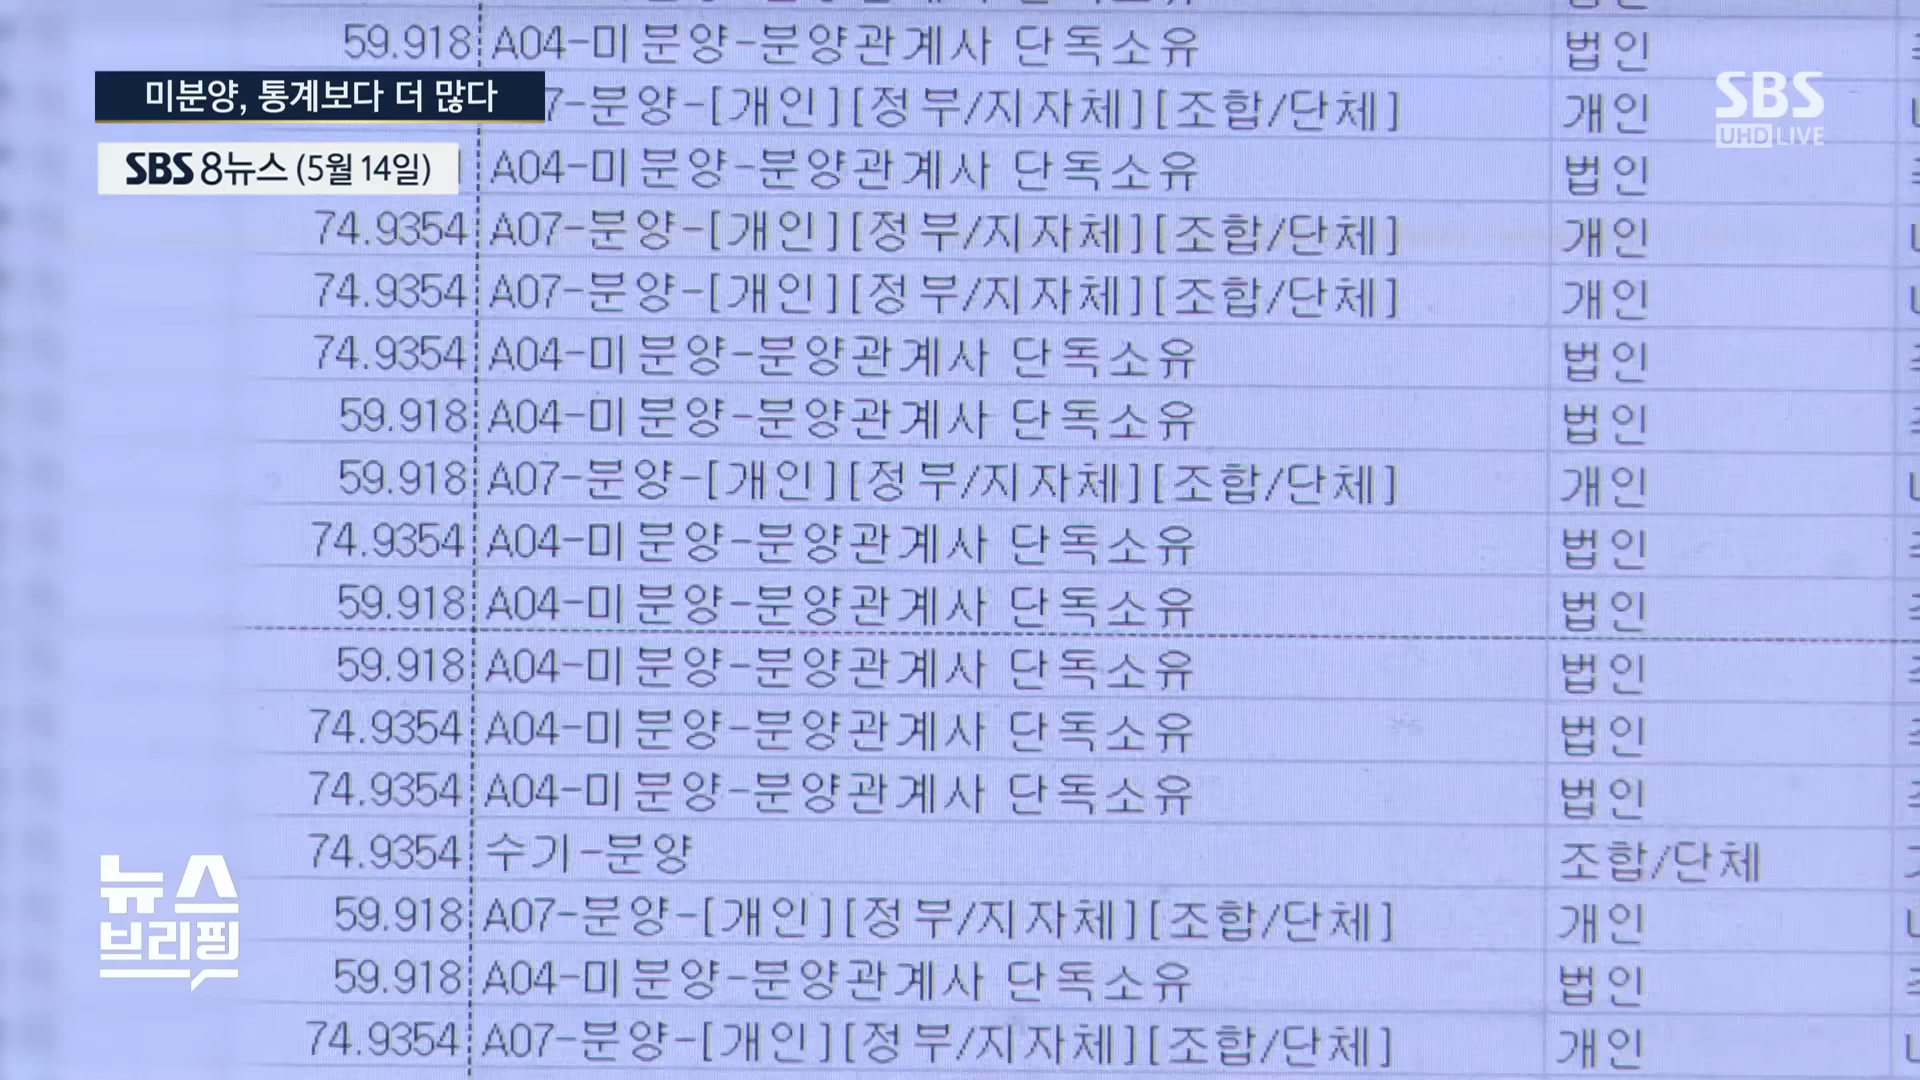 59.918 A04-미분양-분양관계사 단독소유 법인
미분양, 통계보다 더 많다
7-분양-[개인][정부/지자체][조합/단체] 개인
SBS
UHD LIVE
SBS 8뉴스 (5월 14일)
A04-미분양-분양관계사 단독소유 법인
74.9354 A07-분양-[개인][정부/지자체][조합/단체] 개인
74.9354 A07-분양-[개인][정부/지자체][조합/단체] 개인
74.9354 A04-미분양-분양관계사 단독소유 법인
59.918 A04-미분양-분양관계사 단독소유 법인
59.918 A07-분양-[개인][정부/지자체][조합/단체] 개인
74.9354 A04-미분양-분양관계사 단독소유 법인
59.918 A04-미분양-분양관계사 단독소유 법인
59.918 A04-미분양-분양관계사 단독소유 법인
74.9354 A04-미분양-분양관계사 단독소유 법인
74.9354 A04-미분양-분양관계사 단독소유 법인
74.9354 수기-분양 조합/단체
59.918 A07-분양-[개인][정부/지자체][조합/단체] 개인
59.918 A04-미분양-분양관계사 단독소유 법인
74.9354 A07-분양-[개인][정부/지자체][조합/단체] 개인
뉴스
브리핑